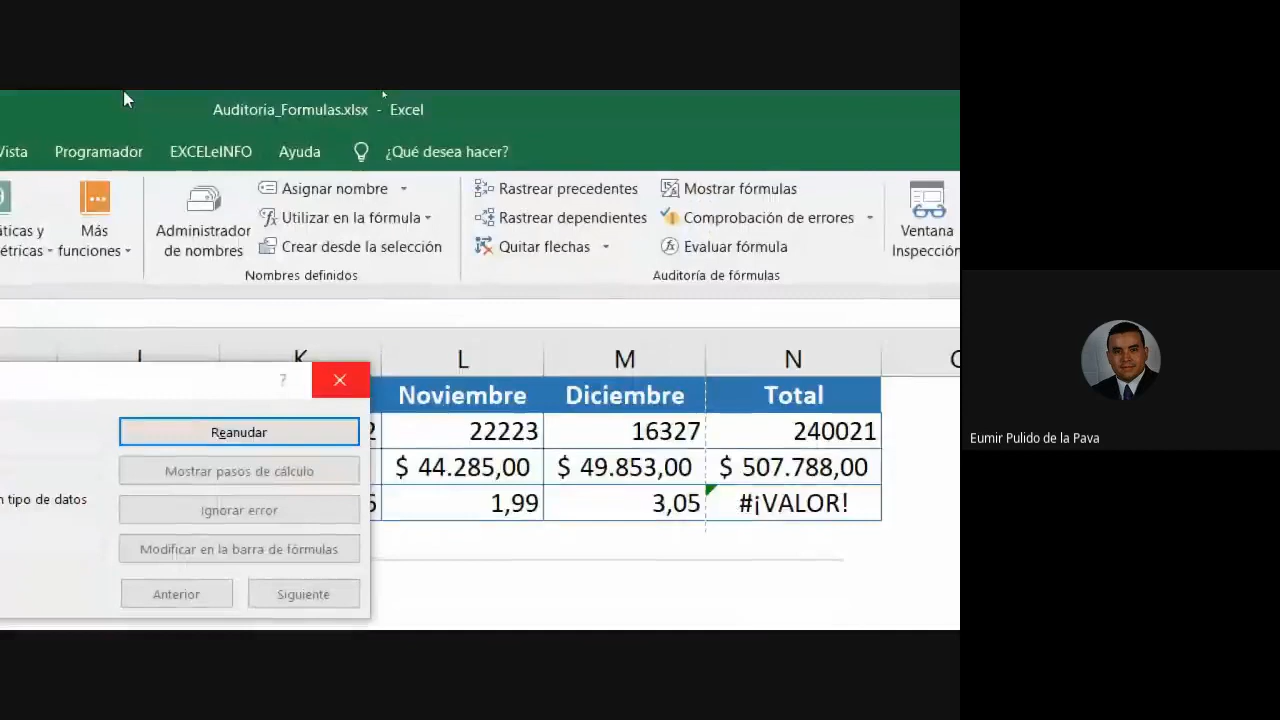 Auditoria_Formulas.xlsx - Excel
Vista Programador EXCELeINFO Ayuda ¿Qué desea hacer?
Más
funciones
Administrador
de nombres
Asignar nombre
Utilizar en la fórmula
Crear desde la selección
Nombres definidos
Rastrear precedentes
Rastrear dependientes
Quitar flechas
Mostrar fórmulas
Comprobación de errores
Evaluar fórmula
Auditoría de fórmulas
Ventana
Inspección
K L M N
Noviembre Diciembre Total
2 22223 16327 240021
$ 44.285,00 $ 49.853,00 $ 507.788,00
1,99 3,05 #¡VALOR!
?
Reanudar
Mostrar pasos de cálculo
n tipo de datos
Ignorar error
Modificar en la barra de fórmulas
Anterior Siguiente
Eumir Pulido de la Pava